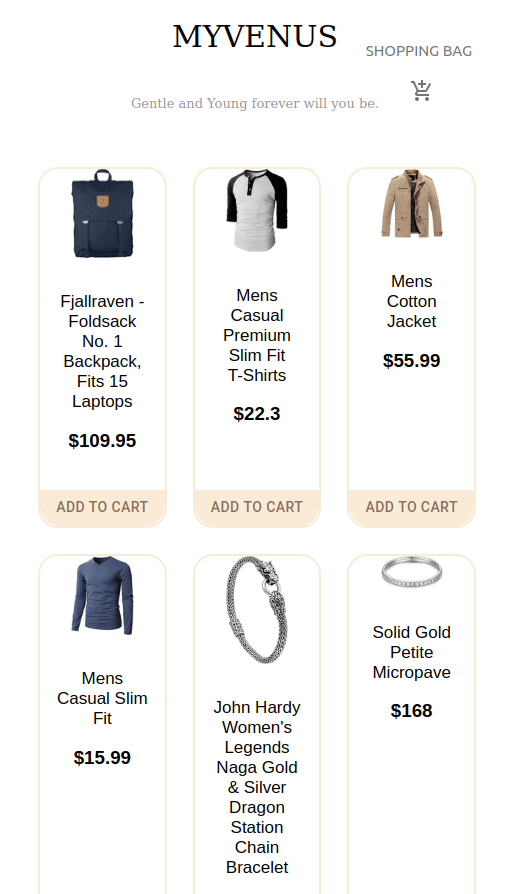 MYVENUS
SHOPPING BAG
Gentle and Young forever will you be.
Fjallraven -
Foldsack
No. 1
Backpack,
Fits 15
Laptops
$109.95
ADD TO CART
Mens
Casual
Premium
Slim Fit
T-Shirts
$22.3
ADD TO CART
Mens
Cotton
Jacket
$55.99
ADD TO CART
Mens
Casual Slim
Fit
$15.99
John Hardy
Women's
Legends
Naga Gold
& Silver
Dragon
Station
Chain
Bracelet
Solid Gold
Petite
Micropave
$168